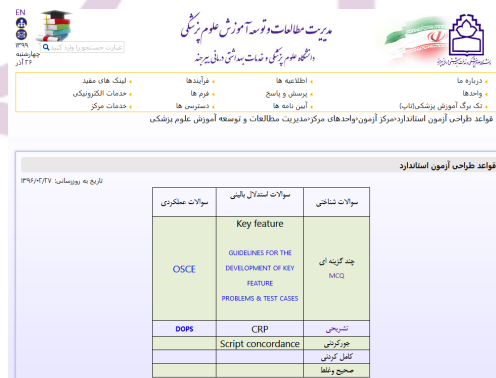 EN
۱۳۹۹
چهارشنبه
۲۶ آذر
عبارت جستجو را وارد کنید
مدیریت مطالعات و توسعه آموزش علوم پزشکی
دانشگاه علوم پزشکی و خدمات بهداشتی درمانی بیرجند
درباره ما
اطلاعیه ها
فرآیندها
لینک های مفید
واحدها
پرسش و پاسخ
فرم ها
خدمات الکترونیکی
تک برگ آموزش پزشکی(تاپ)
آیین نامه ها
دسترسی ها
خدمات مرکز
قواعد طراحی آزمون استاندارد›مرکز آزمون›واحدهای مرکز›مدیریت مطالعات و توسعه آموزش علوم پزشکی
قواعد طراحی آزمون استاندارد
تاریخ به روزرسانی: ۱۳۹۶/۰۲/۲۷
سوالات شناختی
سوالات استدلال بالینی
سوالات عملکردی
چند گزینه ای
MCQ
Key feature
GUIDELINES FOR THE
DEVELOPMENT OF KEY
FEATURE
PROBLEMS & TEST CASES
OSCE
تشریحی
CRP
DOPS
جورکردنی
Script concordance
کامل کردنی
صحیح وغلط